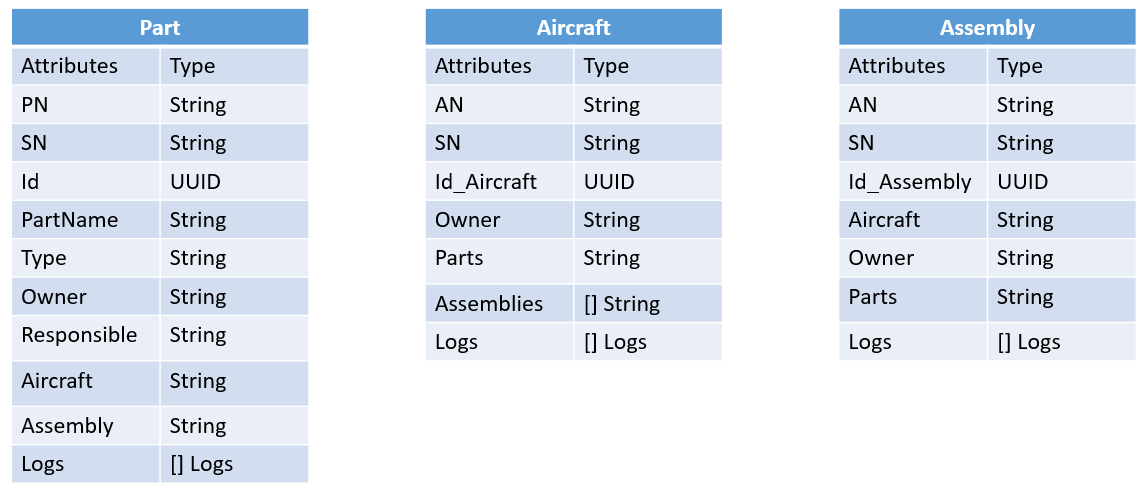 Part
Attributes Type
PN String
SN String
Id UUID
PartName String
Type String
Owner String
Responsible String
Aircraft String
Assembly String
Logs [] Logs
Aircraft
Attributes Type
AN String
SN String
Id_Aircraft UUID
Owner String
Parts String
Assemblies [] String
Logs [] Logs
Assembly
Attributes Type
AN String
SN String
Id_Assembly UUID
Aircraft String
Owner String
Parts String
Logs [] Logs